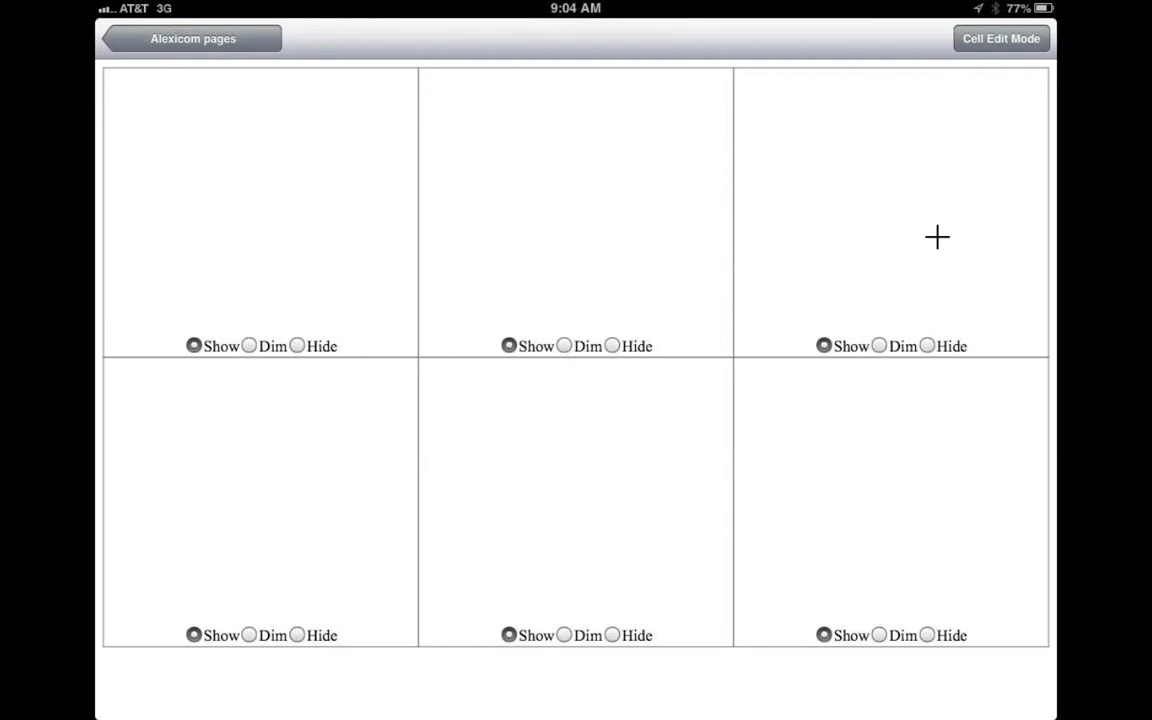 AT&T 3G 9:04 AM 77%
Alexicom pages Cell Edit Mode
Show Dim Hide Show Dim Hide Show Dim Hide
Show Dim Hide Show Dim Hide Show Dim Hide